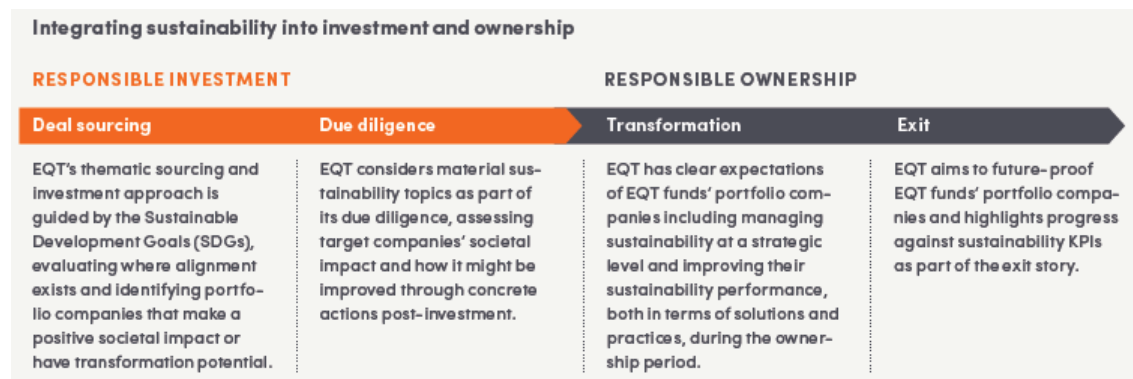 Integrating sustainability into investment and ownership
RESPONSIBLE INVESTMENT
RESPONSIBLE OWNERSHIP
Deal sourcing
Due diligence
Transformation
Exit
EQT's thematic sourcing and
investment approach is
guided by the Sustainable
Development Goals (SDGs),
evaluating where alignment
exists and identifying portfo-
lio companies that make a
positive societal impact or
have transformation potential.
EQT considers material sus-
tainability topics as part of
its due diligence, assessing
target companies' societal
impact and how it might be
improved through concrete
actions post-investment.
EQT has clear expectations
of EQT funds' portfolio com-
panies including managing
sustainability at a strategic
level and improving their
sustainability performance,
both in terms of solutions and
practices, during the owner-
ship period.
EQT aims to future-proof
EQT funds' portfolio compa-
nies and highlights progress
against sustainability KPIs
as part of the exit story.